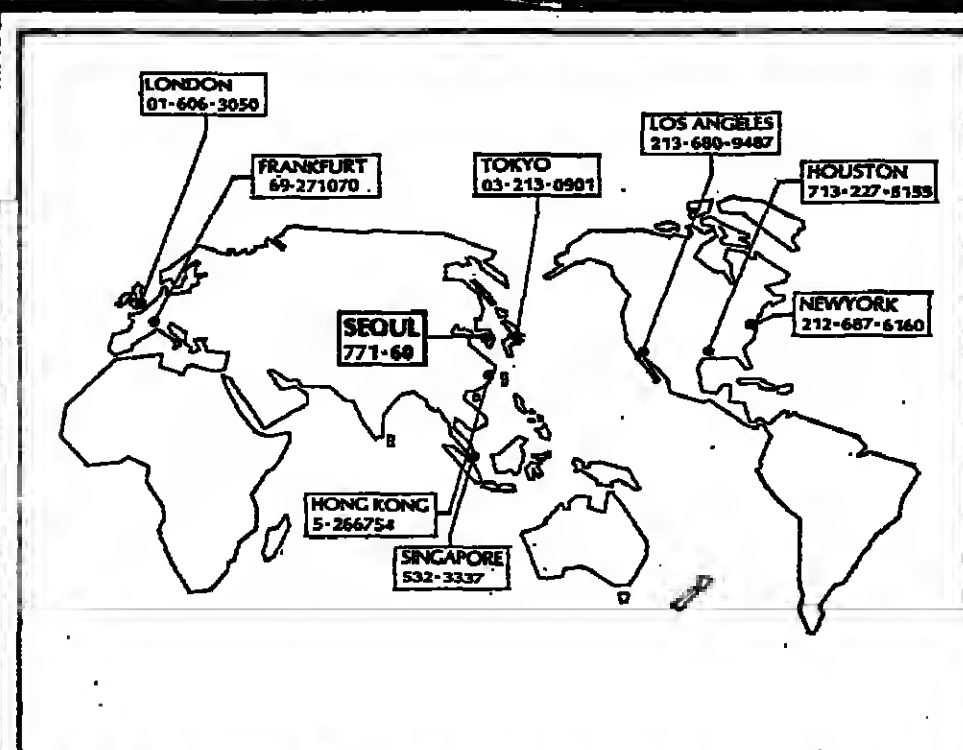 LONDON
01-606-3050
FRANKFURT
69-271070
TOKYO
03-213-0901
LOS ANGELES
213-680-9487
HOUSTON
713-227-
SEOUL
771-60
NEWYORK
212-687-6160
HONG KONG
5-266754
SINGAPORE
532-3337